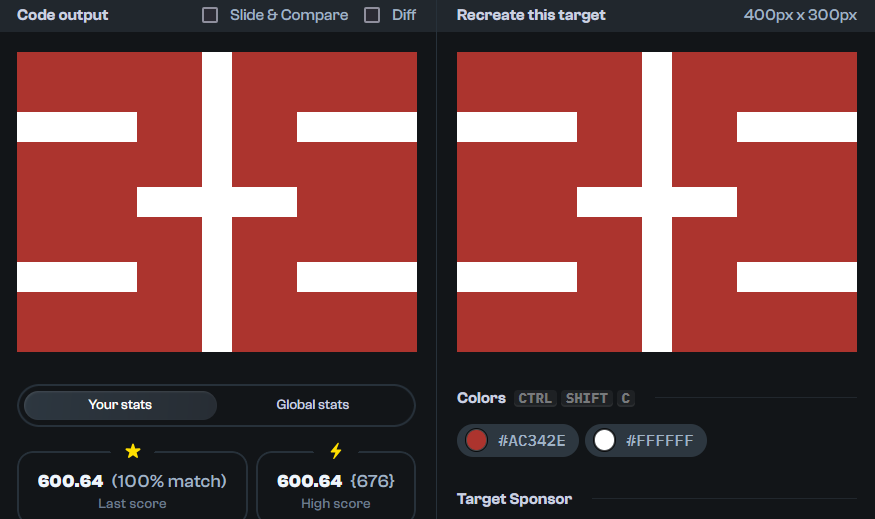 Code output
Slide & Compare
Diff
Recreate this target
400px x 300px
Your stats
Global stats
Colors CTRL SHIFT C
#AC342E
#FFFFFF
600.64 (100% match)
Last score
600.64 {676}
High score
Target Sponsor